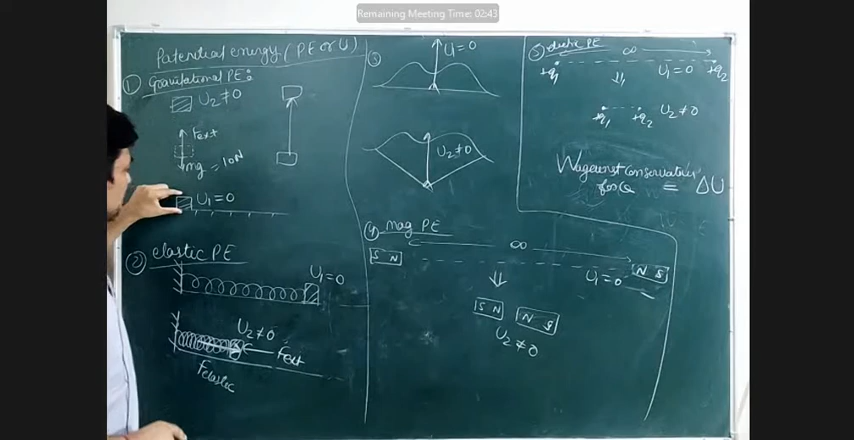 Remaining Meeting Time: 02:43
Potential energy (PE or U)
① Gravitational PE:
U₂ ≠ 0
Fext
mg = 10N
U₁ = 0
② elastic PE
U₁ = 0
U₂ ≠ 0
Fext
Felastic
③
U₁ = 0
U₂ ≠ 0
④ mag PE
∞
S N
N S
U₁ = 0
⇓
S N
N S
U₂ ≠ 0
⑤ electric PE
∞
+q₁
U₁ = 0
+q₂
⇓
+q₁
+q₂
U₂ ≠ 0
Wagainst conservative
force = ΔU